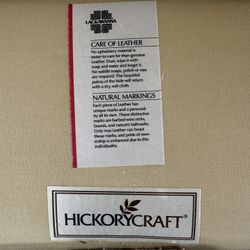 LACKAWANNA
CARE OF LEATHER
No upholstery material is
easier to care for than genuine
Leather. Dust, wipe it with
soap and water and forget it.
No saddle soaps, polish or wax
are required. The beautiful
patina of the hide will return
with a dry, soft cloth.
NATURAL MARKINGS
Each piece of Leather has
unique marks and a personal-
ity all its own. These distinctive
marks are barbed wire nicks,
brands, and nature's hallmarks.
Only true Leather can boast
these marks, and pride of own-
ership is enhanced due to this
individuality.
HICKORYCRAFT